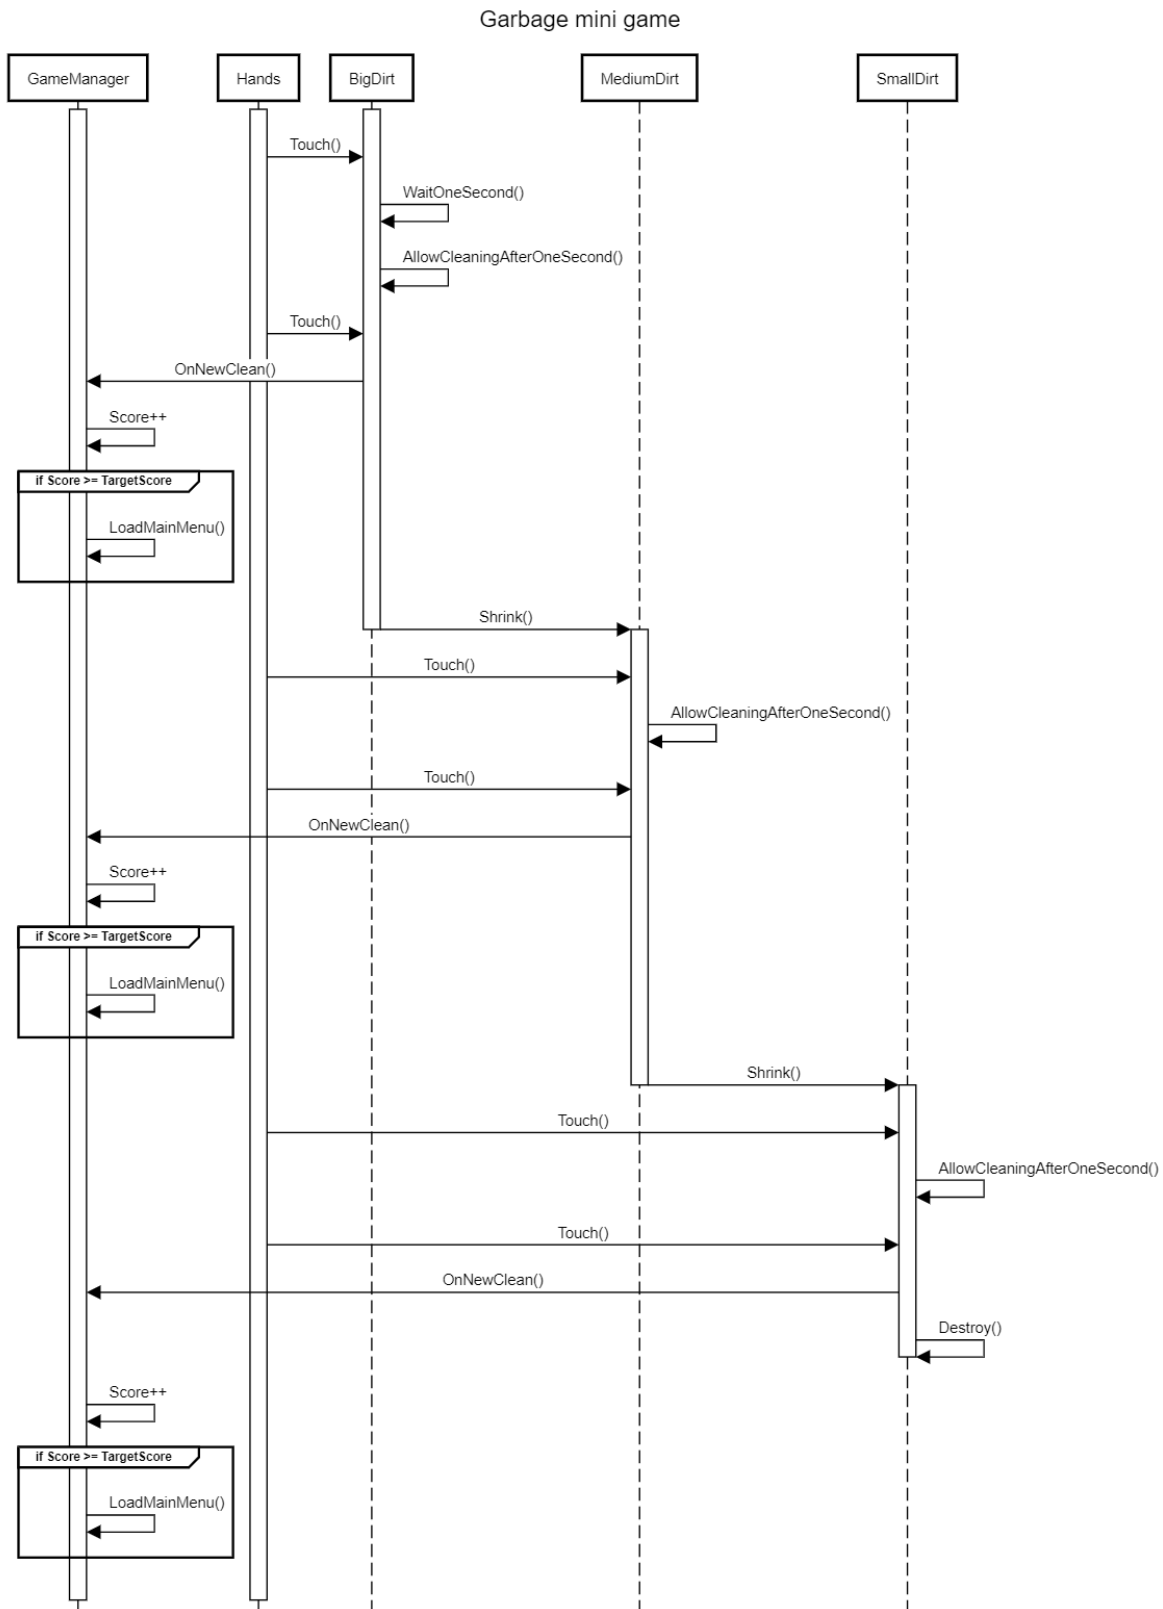 Garbage mini game
GameManager
Hands
BigDirt
MediumDirt
SmallDirt
Touch()
WaitOneSecond()
AllowCleaningAfterOneSecond()
Touch()
OnNewClean()
Score++
if Score >= TargetScore
LoadMainMenu()
Shrink()
Touch()
AllowCleaningAfterOneSecond()
Touch()
OnNewClean()
Score++
if Score >= TargetScore
LoadMainMenu()
Shrink()
Touch()
AllowCleaningAfterOneSecond()
Touch()
OnNewClean()
Destroy()
Score++
if Score >= TargetScore
LoadMainMenu()